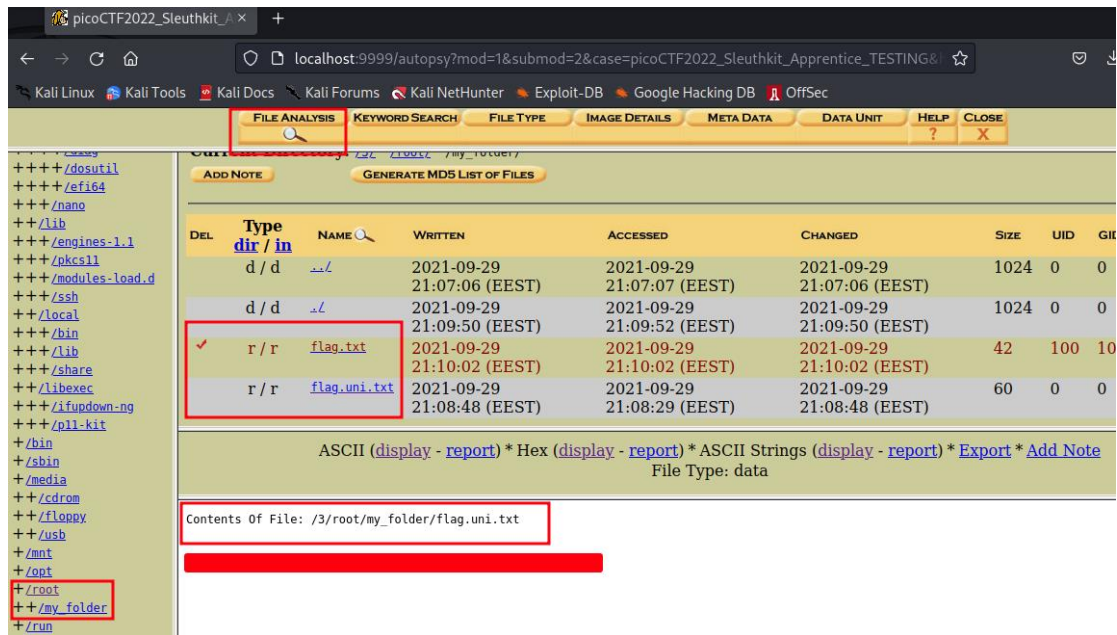 picoCTF2022_Sleuthkit_A × +
localhost:9999/autopsy?mod=1&submod=2&case=picoCTF2022_Sleuthkit_Apprentice_TESTING&
Kali Linux Kali Tools Kali Docs Kali Forums Kali NetHunter Exploit-DB Google Hacking DB OffSec
FILE ANALYSIS KEYWORD SEARCH FILE TYPE IMAGE DETAILS META DATA DATA UNIT HELP CLOSE
? X
++++/dosutil
++++/efi64
+++/nano
++/lib
+++/engines-1.1
+++/pkcs11
+++/modules-load.d
+++/ssh
++/local
+++/bin
+++/lib
+++/share
++/libexec
+++/ifupdown-ng
+++/p11-kit
+/bin
+/sbin
+/media
++/cdrom
++/floppy
++/usb
+/mnt
+/opt
+/root
++/my_folder
+/run
Current Directory: /3/ /root/ /my_folder/
ADD NOTE GENERATE MD5 LIST OF FILES
DEL Type NAME WRITTEN ACCESSED CHANGED SIZE UID GID
dir / in
d / d ../ 2021-09-29 2021-09-29 2021-09-29 1024 0 0
21:07:06 (EEST) 21:07:07 (EEST) 21:07:06 (EEST)
d / d ./ 2021-09-29 2021-09-29 2021-09-29 1024 0 0
21:09:50 (EEST) 21:09:52 (EEST) 21:09:50 (EEST)
✓ r / r flag.txt 2021-09-29 2021-09-29 2021-09-29 42 100 10
21:10:02 (EEST) 21:10:02 (EEST) 21:10:02 (EEST)
r / r flag.uni.txt 2021-09-29 2021-09-29 2021-09-29 60 0 0
21:08:48 (EEST) 21:08:29 (EEST) 21:08:48 (EEST)
ASCII (display - report) * Hex (display - report) * ASCII Strings (display - report) * Export * Add Note
File Type: data
Contents Of File: /3/root/my_folder/flag.uni.txt